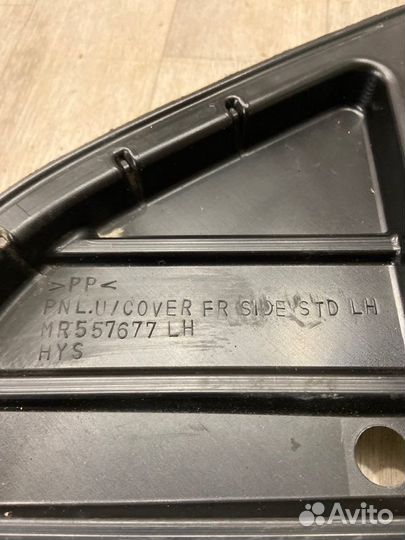 >PP<
PNL.U/COVER FR SIDE STD LH
MR557677 LH
HYS
Avito